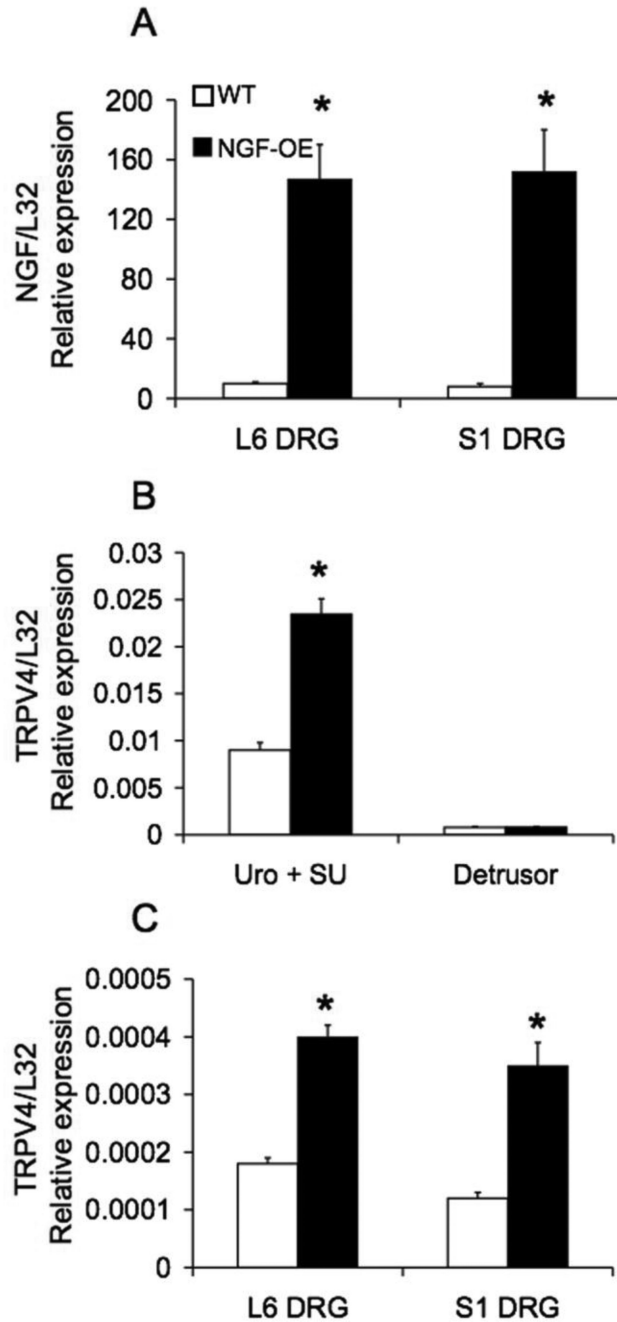 A
NGF/L32
Relative expression
200
160
120
80
40
0
WT
NGF-OE
*
*
L6 DRG
S1 DRG
B
TRPV4/L32
Relative expression
0.03
0.025
0.02
0.015
0.01
0.005
0
*
Uro + SU
Detrusor
C
TRPV4/L32
Relative expression
0.0005
0.0004
0.0003
0.0002
0.0001
0
*
*
L6 DRG
S1 DRG